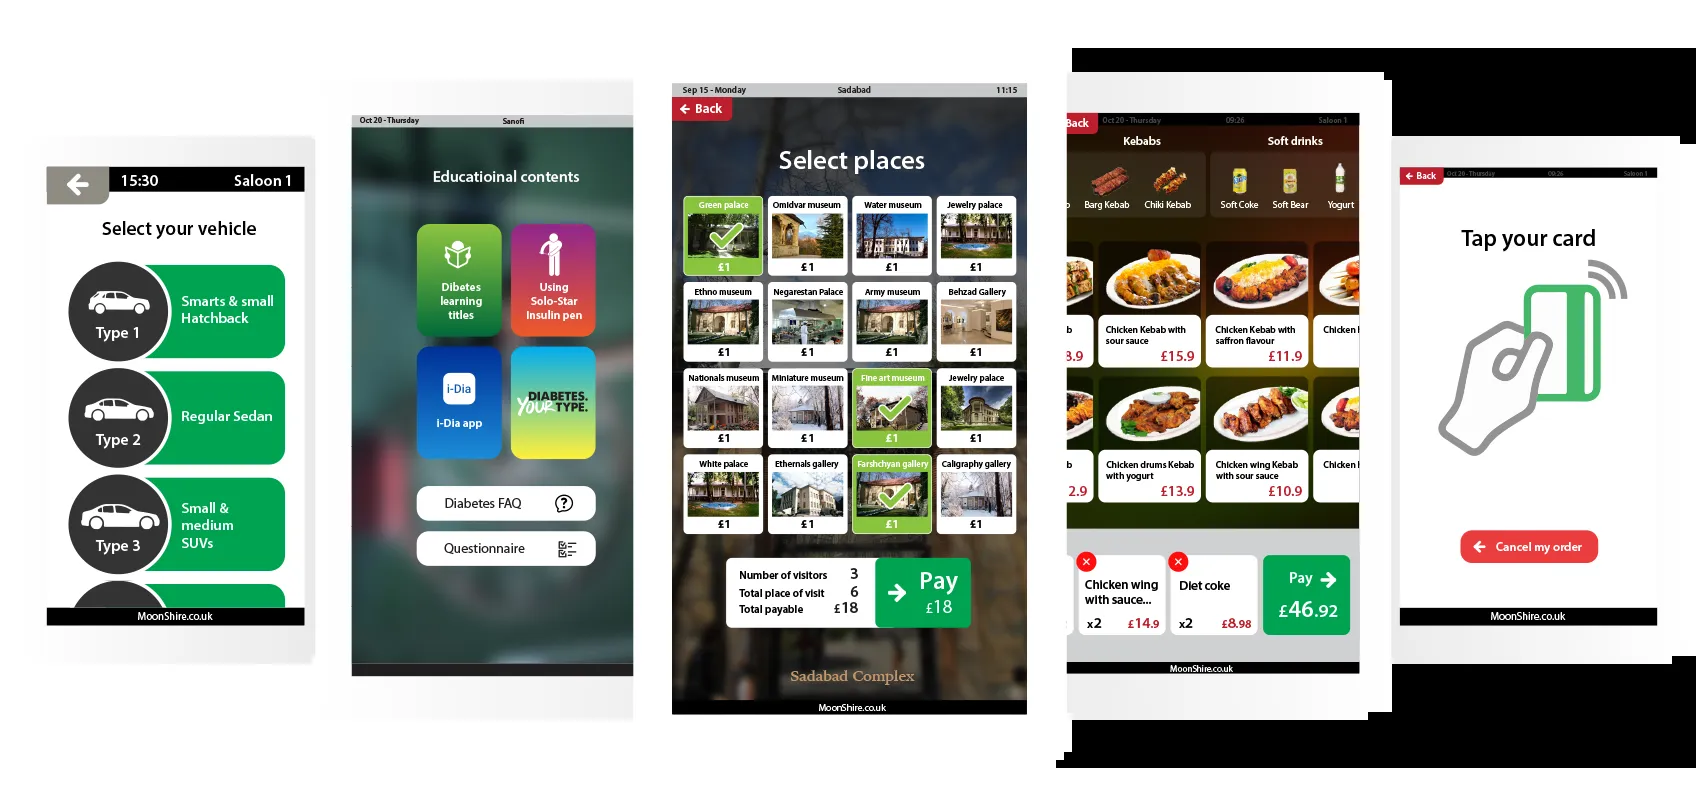 15:30
Saloon 1
Select your vehicle
Type 1
Smarts & small
Hatchback
Type 2
Regular Sedan
Type 3
Small &
medium
SUVs
MoonShire.co.uk
Oct 20 - Thursday
Sanofi
Educatioinal contents
Dibetes
learning
titles
Using
Solo-Star
Insulin pen
i-Dia
i-Dia app
DIABETES.
YOUR TYPE.
Diabetes FAQ
Questionnaire
Sep 15 - Monday
Sadabad
11:15
Back
Select places
Green palace
£1
Omidvar museum
£1
Water museum
£1
Jewelry palace
£1
Ethno museum
£1
Negarestan Palace
£1
Army museum
£1
Behzad Gallery
£1
Nationals museum
£1
Miniature museum
£1
Fine art museum
£1
Jewelry palace
£1
White palace
£1
Ethernals gallery
£1
Farshchyan gallery
£1
Caligraphy gallery
£1
Number of visitors 3
Total place of visit 6
Total payable £18
Pay
£18
Sadabad Complex
MoonShire.co.uk
Back
Oct 20 - Thursday
09:26
Saloon 1
Kebabs
Soft drinks
b
Barg Kebab
Chiki Kebab
Soft Coke
Soft Bear
Yogurt
b
8.9
Chicken Kebab with
sour sauce
£15.9
Chicken Kebab with
saffron flavour
£11.9
Chicken
b
2.9
Chicken drums Kebab
with yogurt
£13.9
Chicken wing Kebab
with sour sauce
£10.9
Chicken
Chicken wing
with sauce...
x2 £14.9
Diet coke
x2 £8.98
Pay
£46.92
MoonShire.co.uk
Back
Oct 20 - Thursday
09:26
Saloon 1
Tap your card
Cancel my order
MoonShire.co.uk